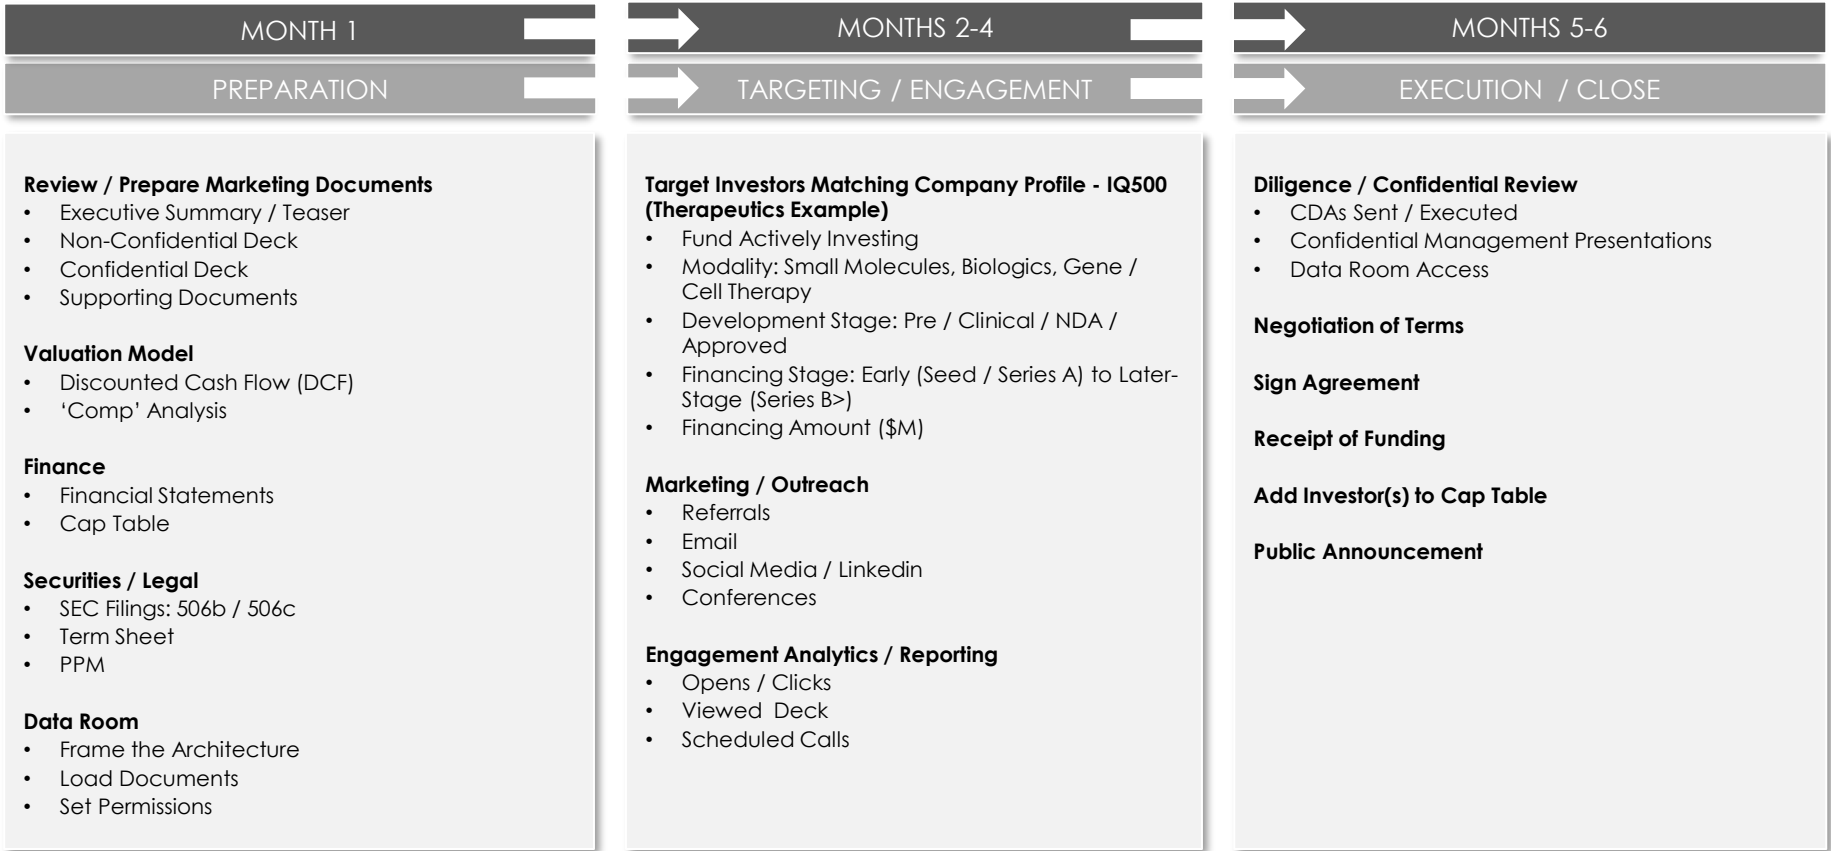 MONTH 1
PREPARATION
Review / Prepare Marketing Documents
• Executive Summary / Teaser
• Non-Confidential Deck
• Confidential Deck
• Supporting Documents
Valuation Model
• Discounted Cash Flow (DCF)
• ‘Comp’ Analysis
Finance
• Financial Statements
• Cap Table
Securities / Legal
• SEC Filings: 506b / 506c
• Term Sheet
• PPM
Data Room
• Frame the Architecture
• Load Documents
• Set Permissions
MONTHS 2-4
TARGETING / ENGAGEMENT
Target Investors Matching Company Profile - IQ500
(Therapeutics Example)
• Fund Actively Investing
• Modality: Small Molecules, Biologics, Gene /
Cell Therapy
• Development Stage: Pre / Clinical / NDA /
Approved
• Financing Stage: Early (Seed / Series A) to Later-
Stage (Series B>)
• Financing Amount ($M)
Marketing / Outreach
• Referrals
• Email
• Social Media / Linkedin
• Conferences
Engagement Analytics / Reporting
• Opens / Clicks
• Viewed Deck
• Scheduled Calls
MONTHS 5-6
EXECUTION / CLOSE
Diligence / Confidential Review
• CDAs Sent / Executed
• Confidential Management Presentations
• Data Room Access
Negotiation of Terms
Sign Agreement
Receipt of Funding
Add Investor(s) to Cap Table
Public Announcement